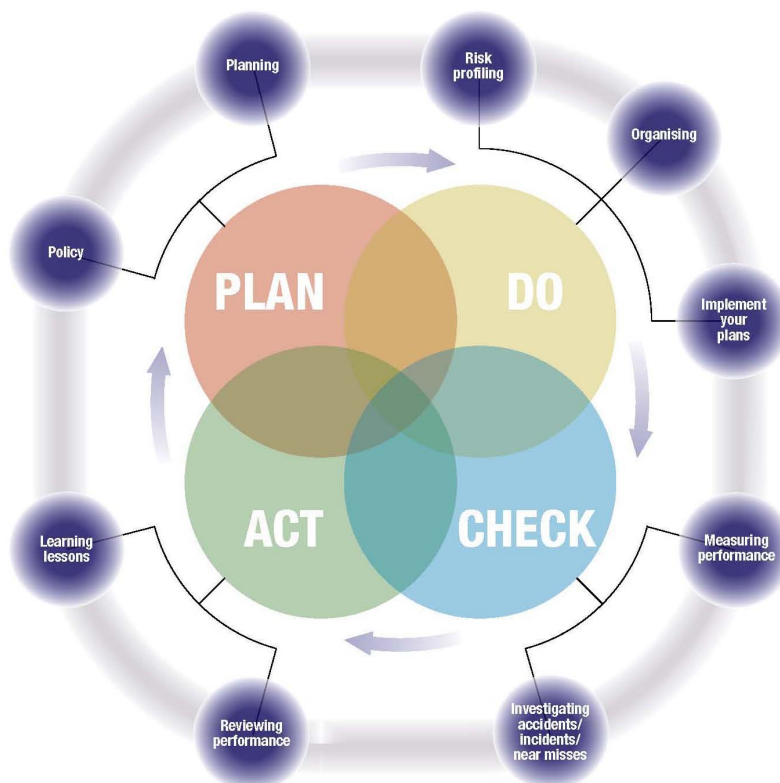 Planning
Risk
profiling
Organising
Policy
PLAN
DO
Implement
your
plans
ACT
CHECK
Learning
lessons
Measuring
performance
Reviewing
performance
Investigating
accidents/
incidents/
near misses